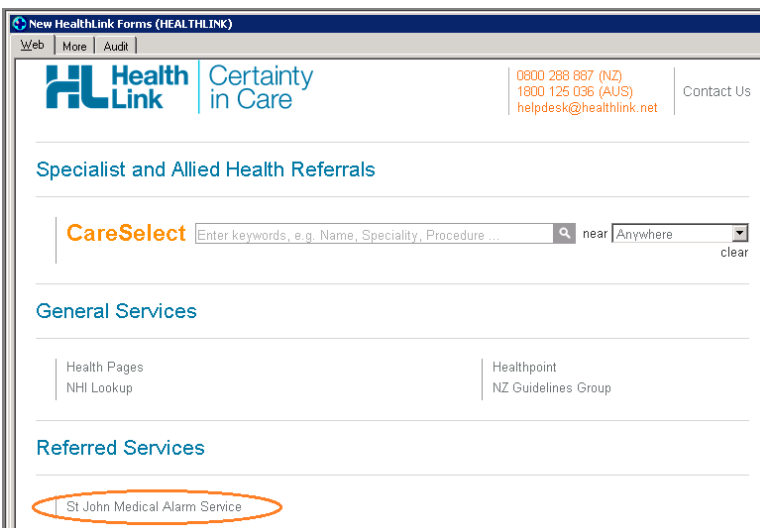 New HealthLink Forms (HEALTHLINK)
Web More Audit
HL Health Link Certainty in Care
0800 288 887 (NZ)
1800 125 036 (AUS)
helpdesk@healthlink.net
Contact Us
Specialist and Allied Health Referrals
CareSelect Enter keywords, e.g. Name, Speciality, Procedure ... near Anywhere
clear
General Services
Health Pages Healthpoint
NHI Lookup NZ Guidelines Group
Referred Services
St John Medical Alarm Service